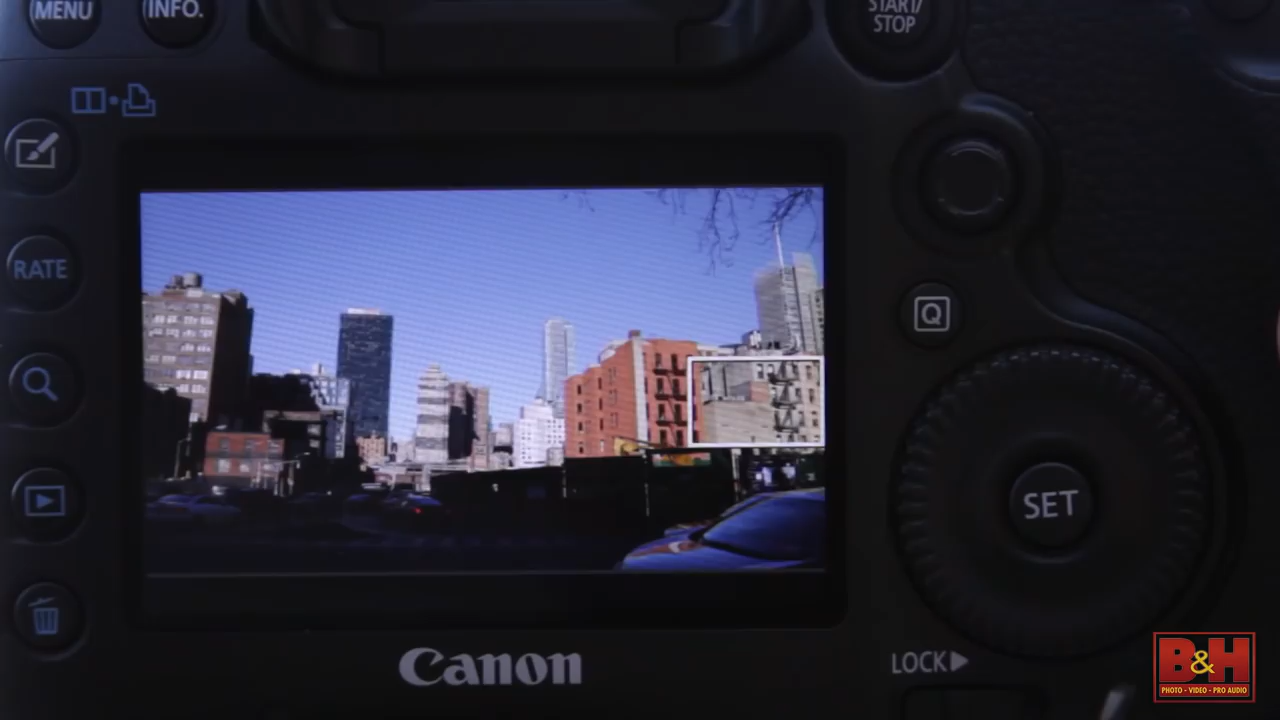 MENU
INFO.
START/
STOP
RATE
Q
SET
Canon
LOCK
B&H
PHOTO - VIDEO - PRO AUDIO